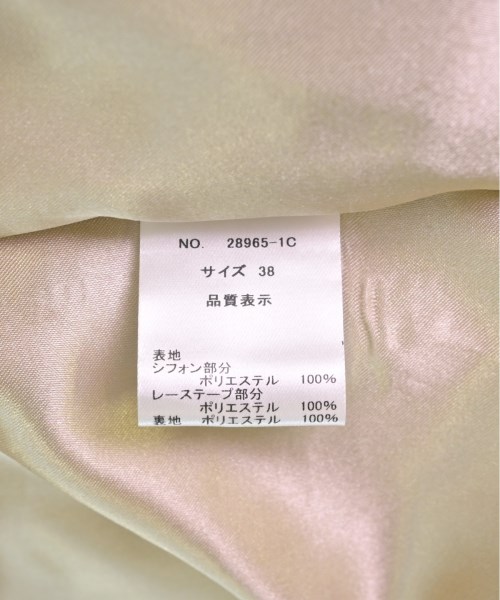 NO. 28965-1C
サイズ 38
品質表示
表地
シフォン部分
ポリエステル 100%
レーステープ部分
ポリエステル 100%
裏地 ポリエステル 100%